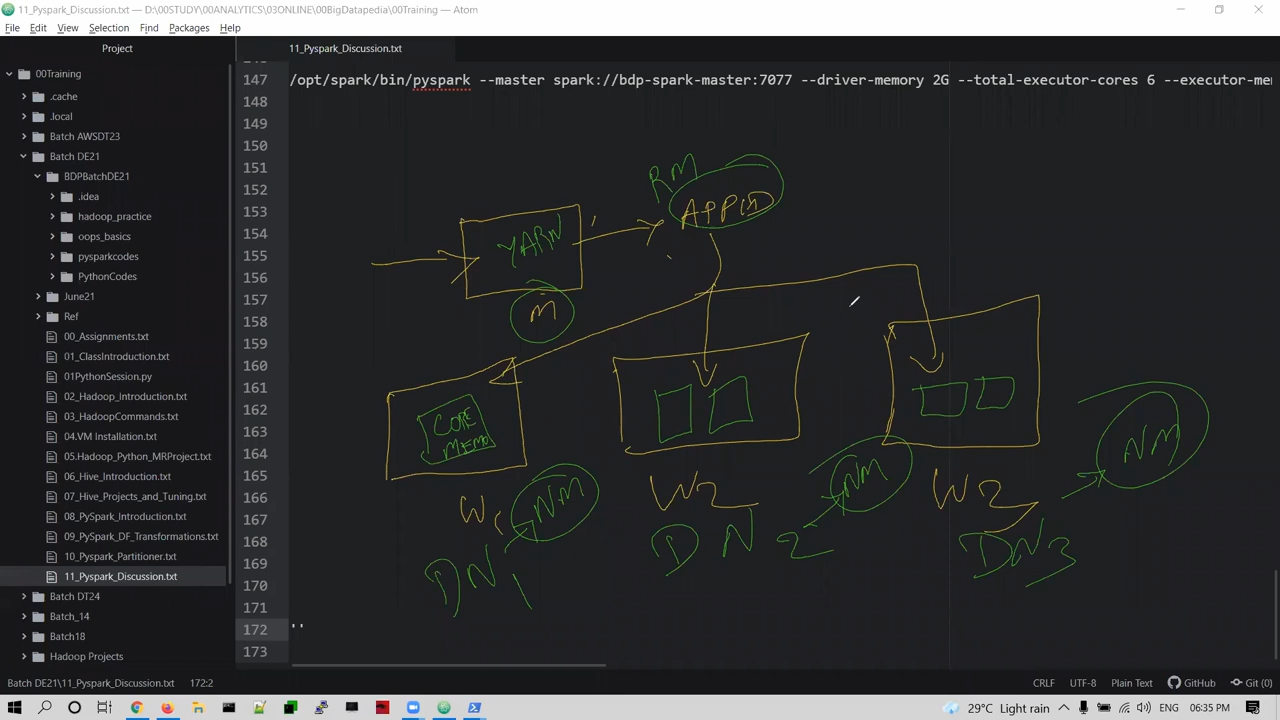 11_Pyspark_Discussion.txt — D:\00STUDY\00ANALYTICS\03ONLINE\00BigDatapedia\00Training — Atom
File Edit View Selection Find Packages Help
Project
11_Pyspark_Discussion.txt
00Training
.cache
.local
Batch AWSDT23
Batch DE21
BDPBatchDE21
.idea
hadoop_practice
oops_basics
pysparkcodes
PythonCodes
June21
Ref
00_Assignments.txt
01_ClassIntroduction.txt
01PythonSession.py
02_Hadoop_Introduction.txt
03_HadoopCommands.txt
04.VM Installation.txt
05.Hadoop_Python_MRProject.txt
06_Hive_Introduction.txt
07_Hive_Projects_and_Tuning.txt
08_PySpark_Introduction.txt
09_PySpark_DF_Transformations.txt
10_Pyspark_Partitioner.txt
11_Pyspark_Discussion.txt
Batch DT24
Batch_14
Batch18
Hadoop Projects
147 /opt/spark/bin/pyspark --master spark://bdp-spark-master:7077 --driver-memory 2G --total-executor-cores 6 --executor-me
148
149
150
151
152
153
154
155
156
157
158
159
160
161
162
163
164
165
166
167
168
169
170
171
172 ''
173
RM
APPID
YARN
M
CORE
MEMO
W1 NM
W2 NM
W2 NM
DN1
DN2
DN3
Batch DE21\11_Pyspark_Discussion.txt 172:2
CRLF UTF-8 Plain Text GitHub Git (0)
29°C Light rain ENG 06:35 PM